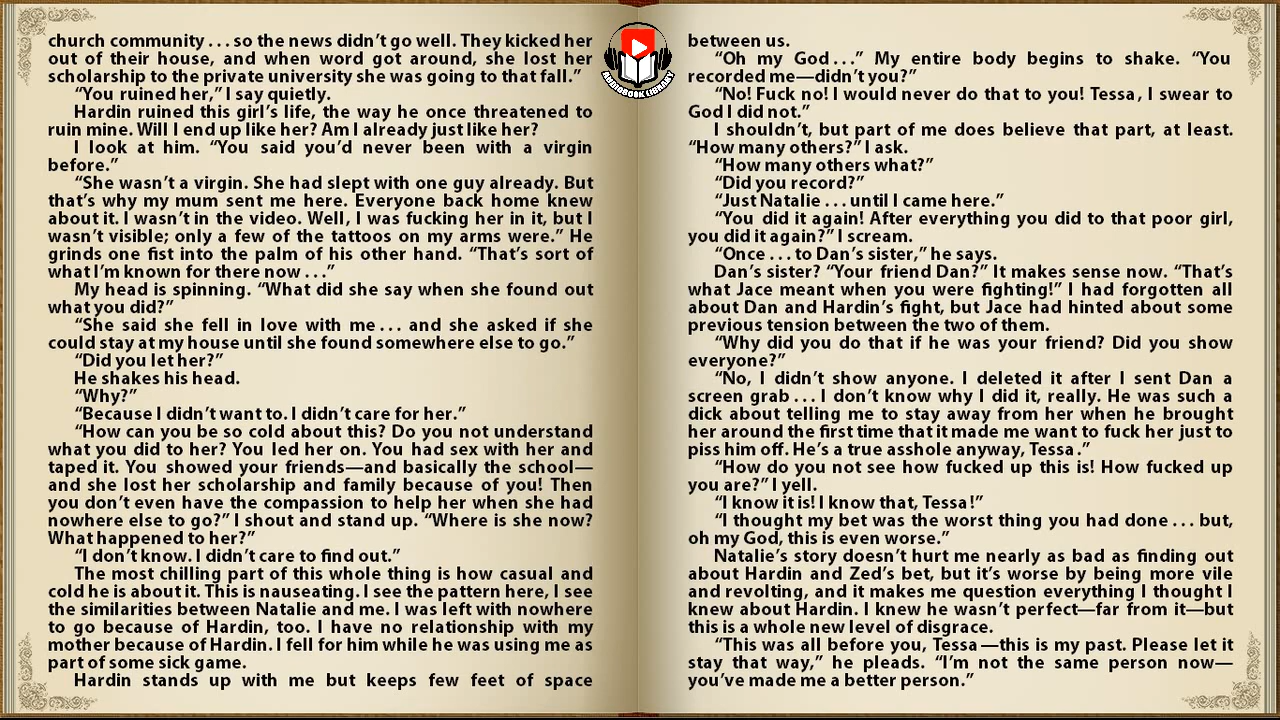 church community . . . so the news didn’t go well. They kicked her
out of their house, and when word got around, she lost her
scholarship to the private university she was going to that fall.”
“You ruined her,” I say quietly.
Hardin ruined this girl’s life, the way he once threatened to
ruin mine. Will I end up like her? Am I already just like her?
I look at him. “You said you’d never been with a virgin
before.”
“She wasn’t a virgin. She had slept with one guy already. But
that’s why my mum sent me here. Everyone back home knew
about it. I wasn’t in the video. Well, I was fucking her in it, but I
wasn’t visible; only a few of the tattoos on my arms were.” He
grinds one fist into the palm of his other hand. “That’s sort of
what I’m known for there now . . .”
My head is spinning. “What did she say when she found out
what you did?”
“She said she fell in love with me . . . and she asked if she
could stay at my house until she found somewhere else to go.”
“Did you let her?”
He shakes his head.
“Why?”
“Because I didn’t want to. I didn’t care for her.”
“How can you be so cold about this? Do you not understand
what you did to her? You led her on. You had sex with her and
taped it. You showed your friends—and basically the school—
and she lost her scholarship and family because of you! Then
you don’t even have the compassion to help her when she had
nowhere else to go?” I shout and stand up. “Where is she now?
What happened to her?”
“I don’t know. I didn’t care to find out.”
The most chilling part of this whole thing is how casual and
cold he is about it. This is nauseating. I see the pattern here, I see
the similarities between Natalie and me. I was left with nowhere
to go because of Hardin, too. I have no relationship with my
mother because of Hardin. I fell for him while he was using me as
part of some sick game.
Hardin stands up with me but keeps few feet of space
AUDIOBOOK LIBRARY
between us.
“Oh my God . . .” My entire body begins to shake. “You
recorded me—didn’t you?”
“No! Fuck no! I would never do that to you! Tessa, I swear to
God I did not.”
I shouldn’t, but part of me does believe that part, at least.
“How many others?” I ask.
“How many others what?”
“Did you record?”
“Just Natalie . . . until I came here.”
“You did it again! After everything you did to that poor girl,
you did it again?” I scream.
“Once . . . to Dan’s sister,” he says.
Dan’s sister? “Your friend Dan?” It makes sense now. “That’s
what Jace meant when you were fighting!” I had forgotten all
about Dan and Hardin’s fight, but Jace had hinted about some
previous tension between the two of them.
“Why did you do that if he was your friend? Did you show
everyone?”
“No, I didn’t show anyone. I deleted it after I sent Dan a
screen grab . . . I don’t know why I did it, really. He was such a
dick about telling me to stay away from her when he brought
her around the first time that it made me want to fuck her just to
piss him off. He’s a true asshole anyway, Tessa.”
“How do you not see how fucked up this is! How fucked up
you are?” I yell.
“I know it is! I know that, Tessa!”
“I thought my bet was the worst thing you had done . . . but,
oh my God, this is even worse.”
Natalie’s story doesn’t hurt me nearly as bad as finding out
about Hardin and Zed’s bet, but it’s worse by being more vile
and revolting, and it makes me question everything I thought I
knew about Hardin. I knew he wasn’t perfect—far from it—but
this is a whole new level of disgrace.
“This was all before you, Tessa—this is my past. Please let it
stay that way,” he pleads. “I’m not the same person now—
you’ve made me a better person.”